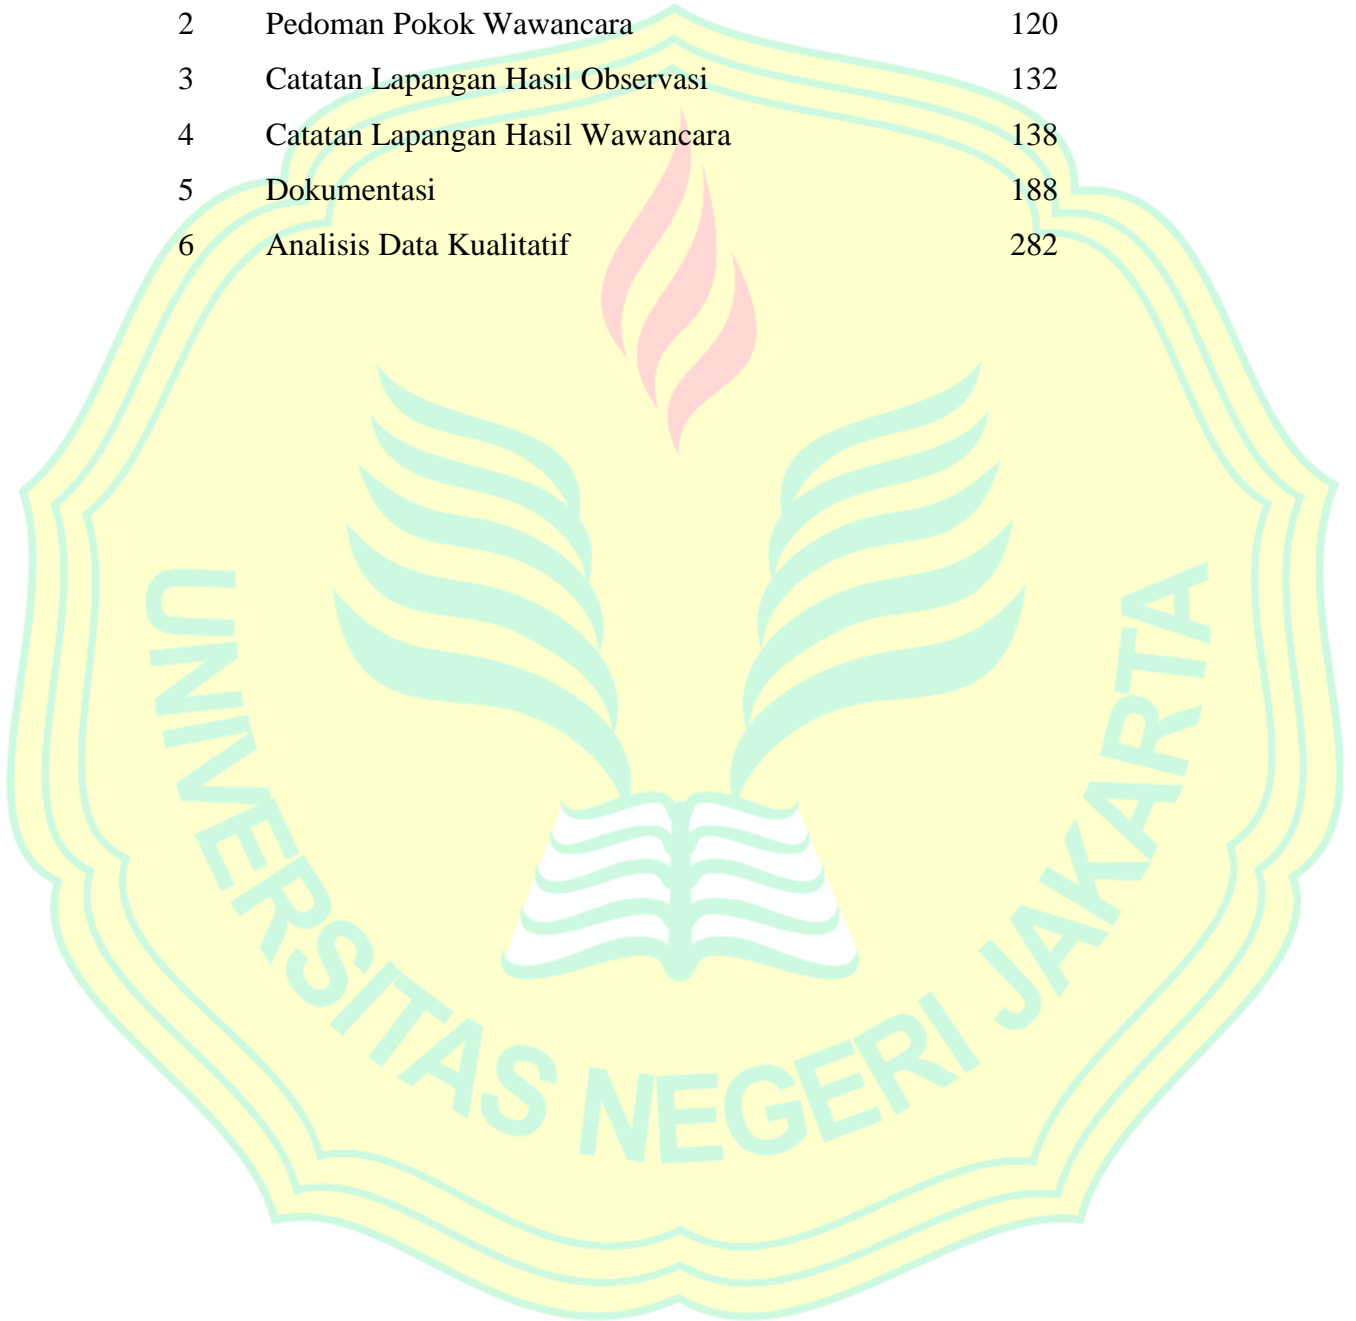 2 Pedoman Pokok Wawancara 120
3 Catatan Lapangan Hasil Observasi 132
4 Catatan Lapangan Hasil Wawancara 138
5 Dokumentasi 188
6 Analisis Data Kualitatif 282
UNIVERSITAS NEGERI JAKARTA